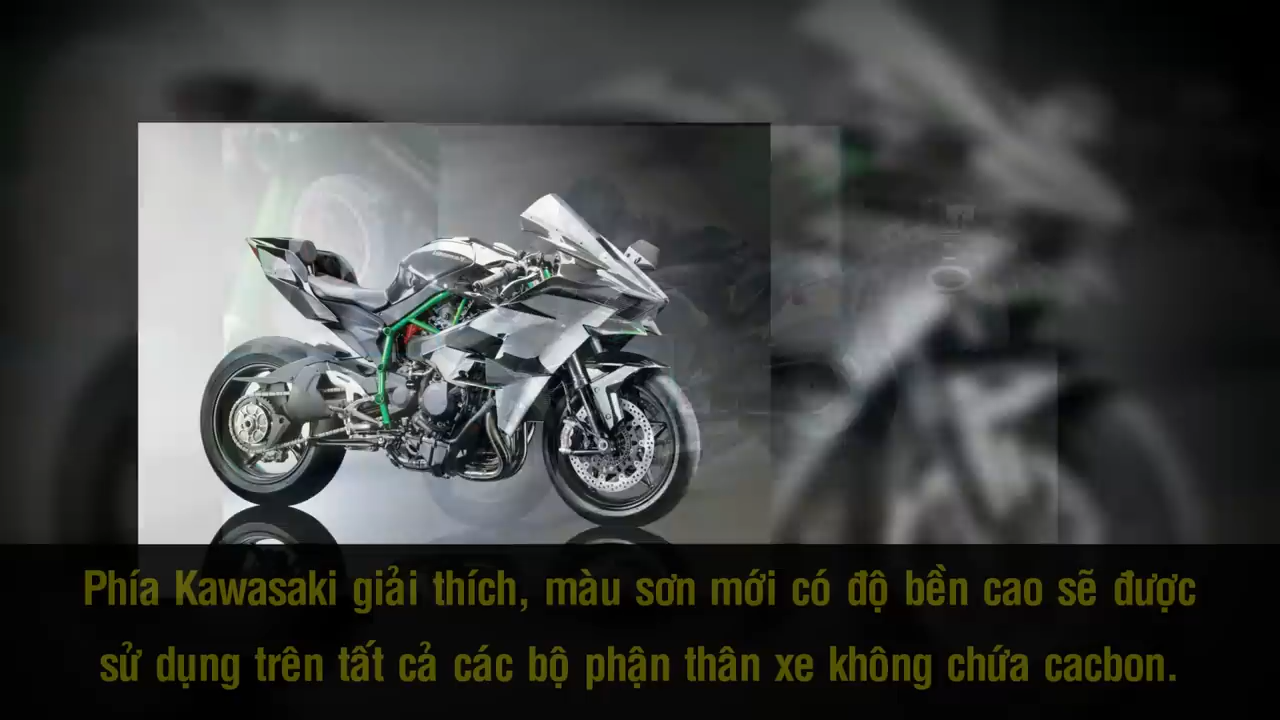 Phía Kawasaki giải thích, màu sơn mới có độ bền cao sẽ được
sử dụng trên tất cả các bộ phận thân xe không chứa cacbon.